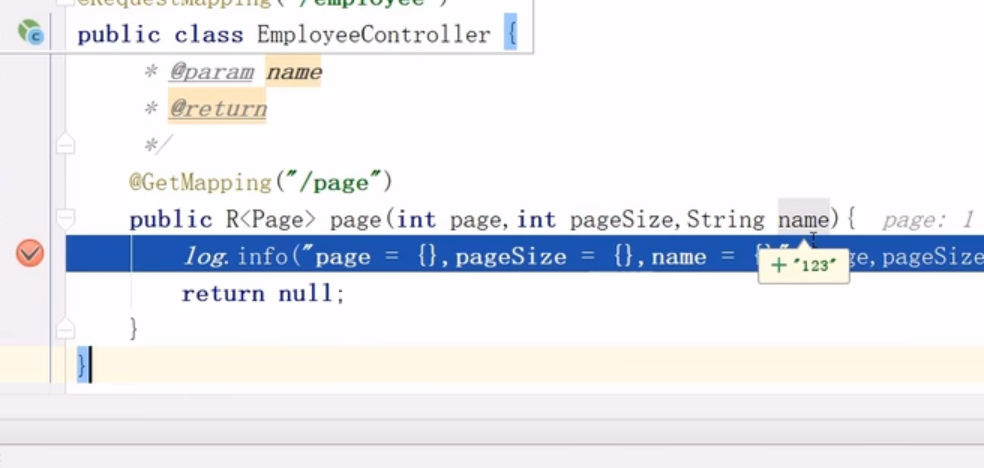 @RequestMapping("/employee")
public class EmployeeController {
* @param name
* @return
*/
@GetMapping("/page")
public R<Page> page(int page,int pageSize,String name){ page: 1
log.info("page = {},pageSize = {},name = {}" ge,pageSize
+ "123"
return null;
}
}